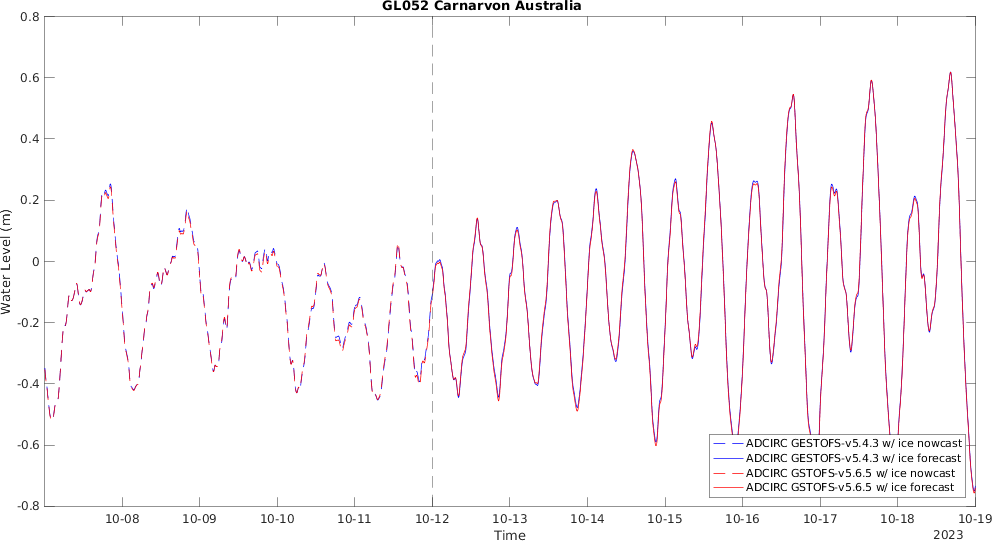 GL052 Carnarvon Australia
0.8
0.6
0.4
0.2
0
-0.2
-0.4
-0.6
-0.8
Water Level (m)
ADCIRC GESTOFS-v5.4.3 w/ ice nowcast
ADCIRC GESTOFS-v5.4.3 w/ ice forecast
ADCIRC GSTOFS-v5.6.5 w/ ice nowcast
ADCIRC GSTOFS-v5.6.5 w/ ice forecast
10-08 10-09 10-10 10-11 10-12 10-13 10-14 10-15 10-16 10-17 10-18 10-19
Time
2023